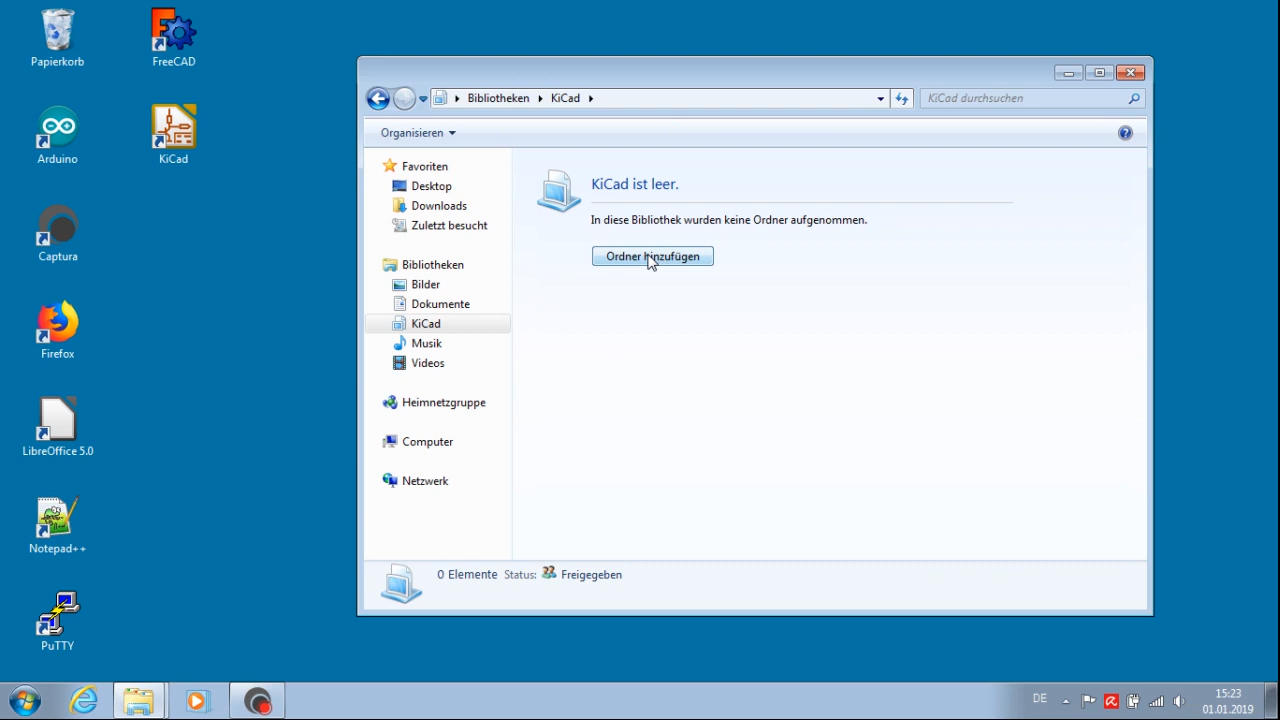 Papierkorb
FreeCAD
Arduino
KiCad
Captura
Firefox
LibreOffice 5.0
Notepad++
PuTTY
Bibliotheken KiCad
KiCad durchsuchen
Organisieren
Favoriten
Desktop
Downloads
Zuletzt besucht
Bibliotheken
Bilder
Dokumente
KiCad
Musik
Videos
Heimnetzgruppe
Computer
Netzwerk
KiCad ist leer.
In diese Bibliothek wurden keine Ordner aufgenommen.
Ordner hinzufügen
0 Elemente Status: Freigegeben
DE
15:23
01.01.2019